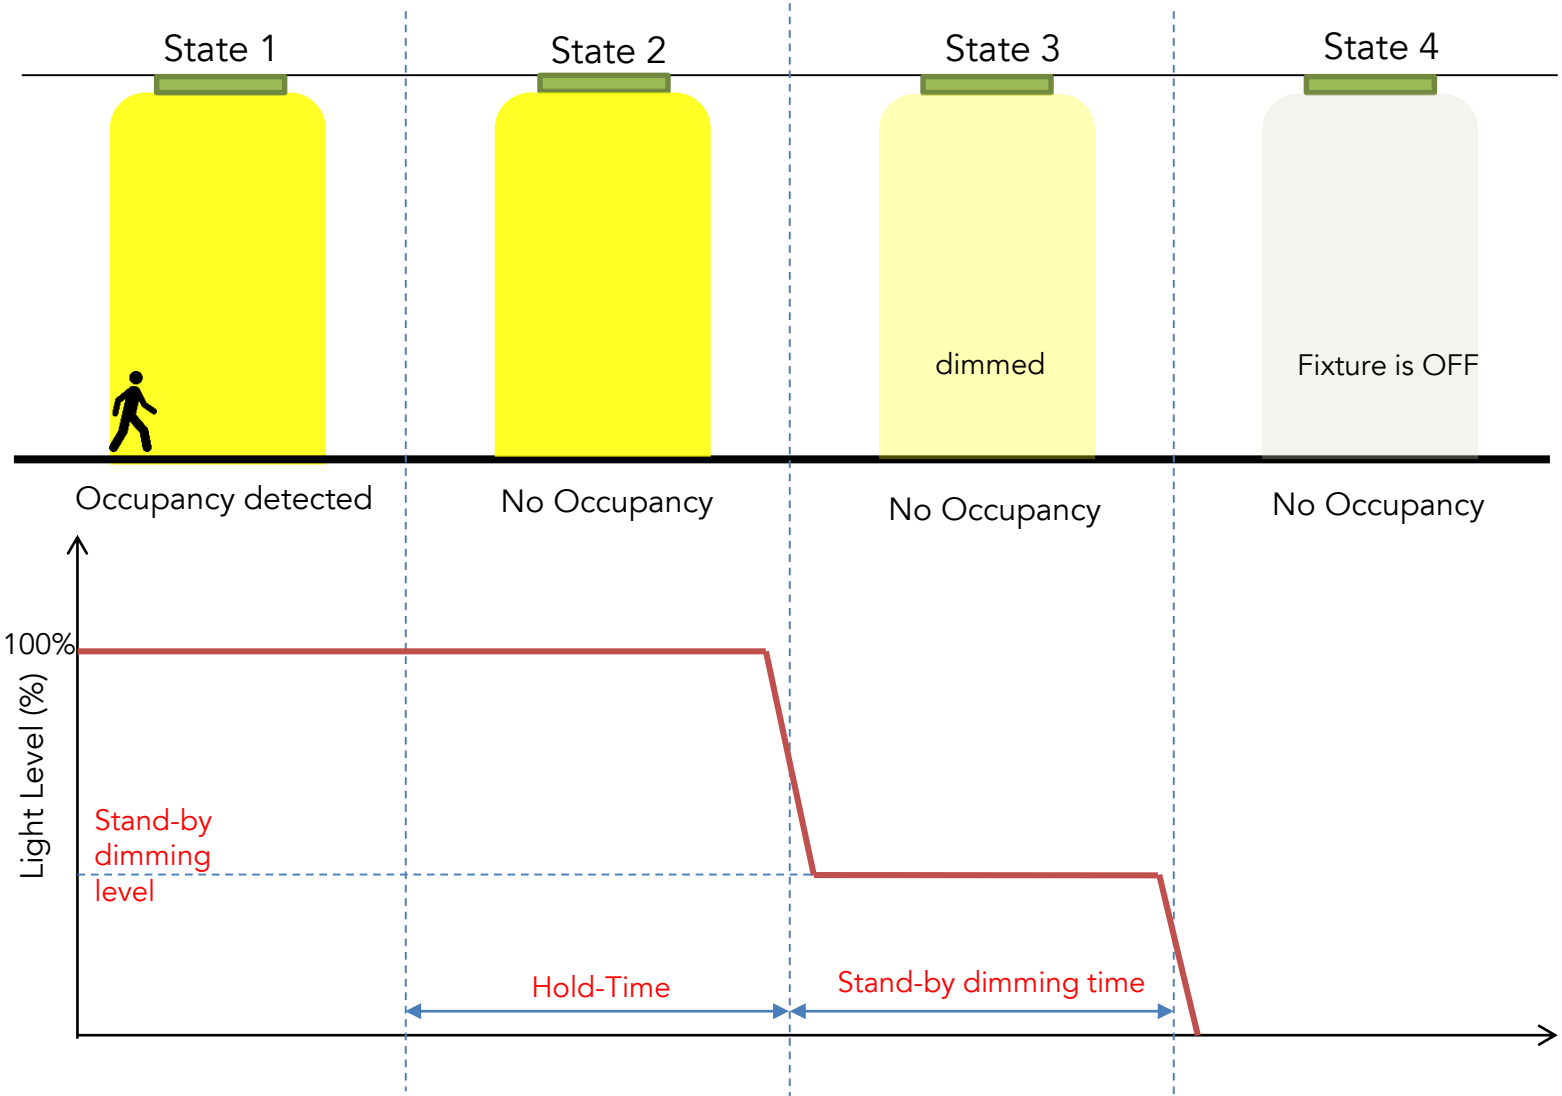 State 1
State 2
State 3
State 4
dimmed
Fixture is OFF
Occupancy detected
No Occupancy
No Occupancy
No Occupancy
100%
Light Level (%)
Stand-by
dimming
level
Hold-Time
Stand-by dimming time